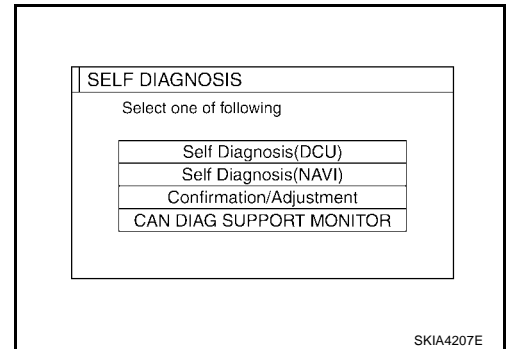 SELF DIAGNOSIS
Select one of following
Self Diagnosis(DCU)
Self Diagnosis(NAVI)
Confirmation/Adjustment
CAN DIAG SUPPORT MONITOR
SKIA4207E